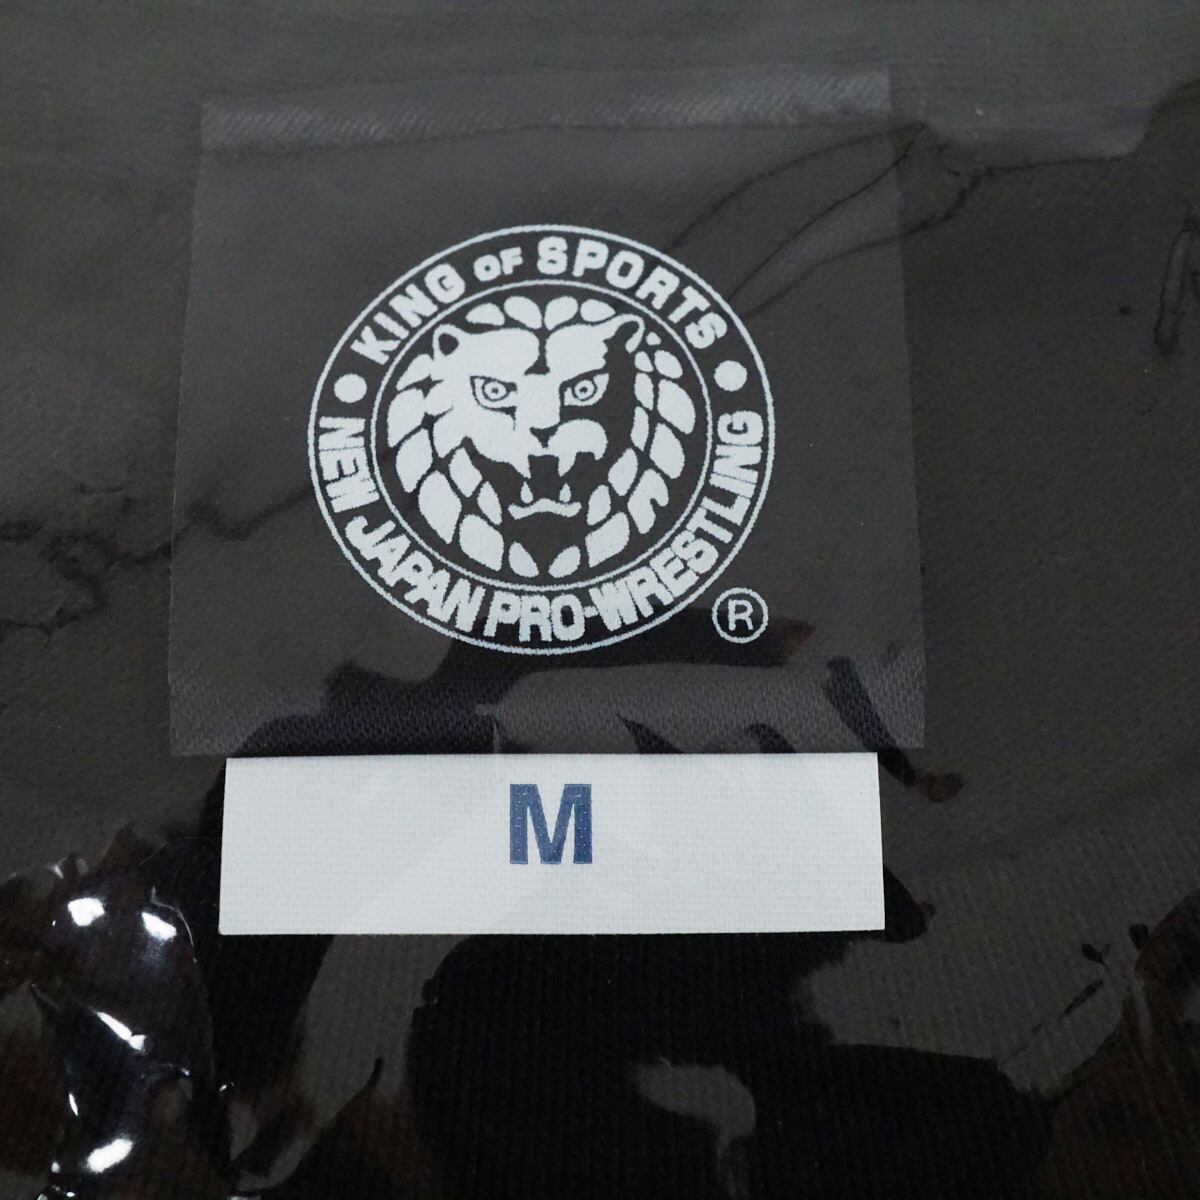 KING OF SPORTS
NEW JAPAN PRO-WRESTLING
®
M